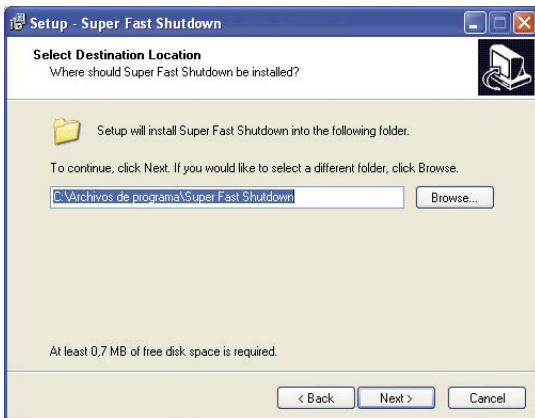 Setup - Super Fast Shutdown
Select Destination Location
Where should Super Fast Shutdown be installed?
Setup will install Super Fast Shutdown into the following folder.
To continue, click Next. If you would like to select a different folder, click Browse.
C:\Archivos de programa\Super Fast Shutdown
Browse...
At least 0,7 MB of free disk space is required.
< Back Next > Cancel